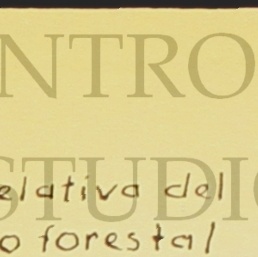 NTRO
STUDI
elativa del
o forestal